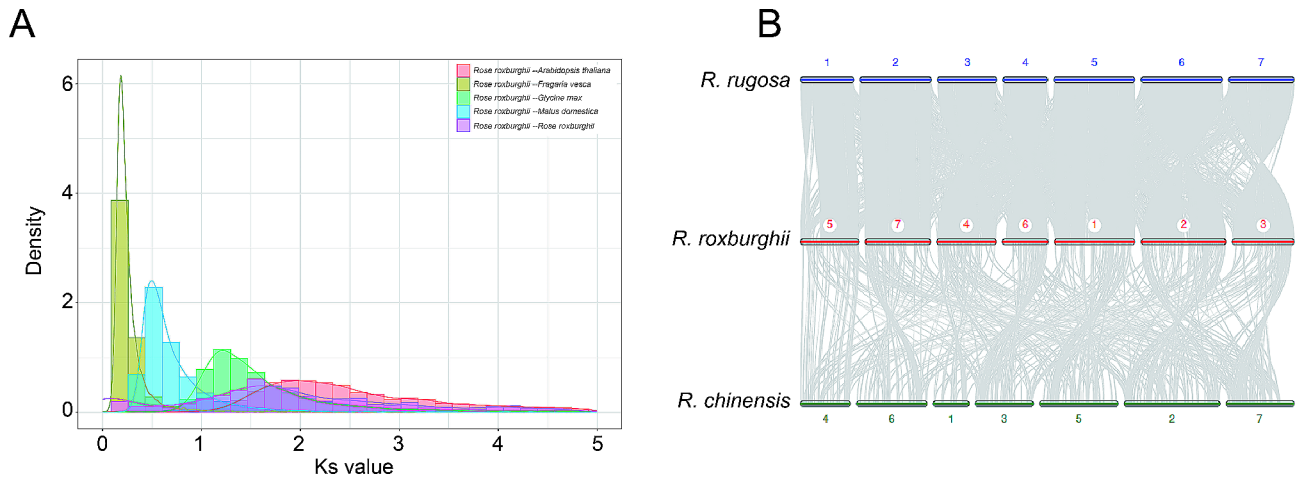 A
B
6
4
2
0
Density
0 1 2 3 4 5
Ks value
Rose roxburghii --Arabidopsis thaliana
Rose roxburghii --Fragaria vesca
Rose roxburghii --Glycine max
Rose roxburghii --Malus domestica
Rose roxburghii --Rose roxburghii
1 2 3 4 5 6 7
R. rugosa
5 7 4 6 1 2 3
R. roxburghii
R. chinensis
4 6 1 3 5 2 7